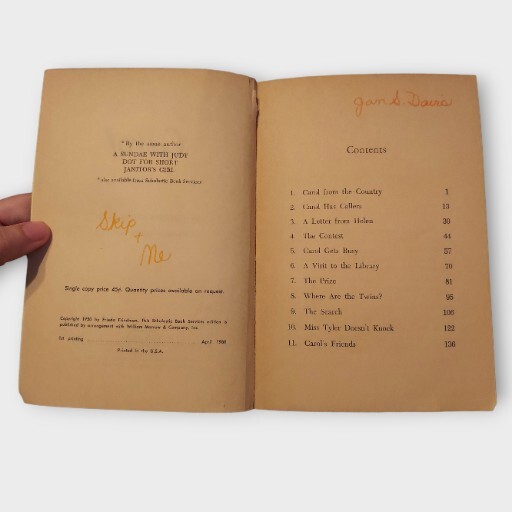 "By the same author
A SUNDAE WITH JUDY
DOT FOR SHORT
JANITOR'S GIRL
*also available from Scholastic Book Services
Skip
+
Me
Single copy price 45¢. Quantity prices available on request.
Copyright 1950 by Frieda Friedman. This Scholastic Book Services edition is
published by arrangement with William Morrow & Company, Inc.
1st printing April 1968
Printed in the U.S.A.
Jan S. Davis
Contents
1. Carol from the Country 1
2. Carol Has Callers 13
3. A Letter from Helen 30
4. The Contest 44
5. Carol Gets Busy 57
6. A Visit to the Library 70
7. The Prize 81
8. Where Are the Twins? 95
9. The Search 108
10. Miss Tyler Doesn't Knock 122
11. Carol's Friends 136